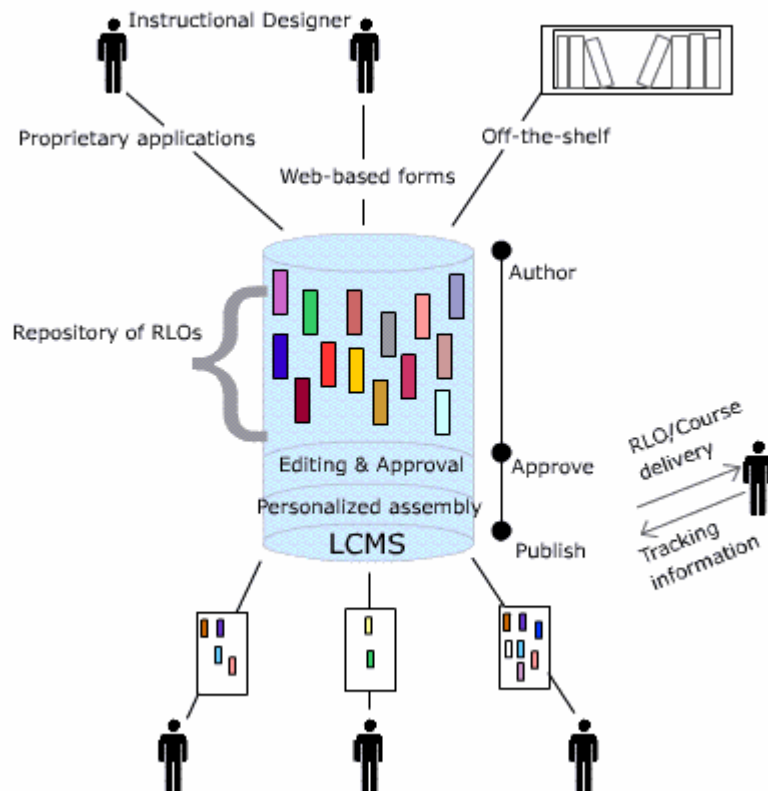 Instructional Designer
Proprietary applications
Web-based forms
Off-the-shelf
Author
Repository of RLOs
Editing & Approval
Approve
Personalized assembly
LCMS
Publish
RLO/Course
delivery
Tracking
information